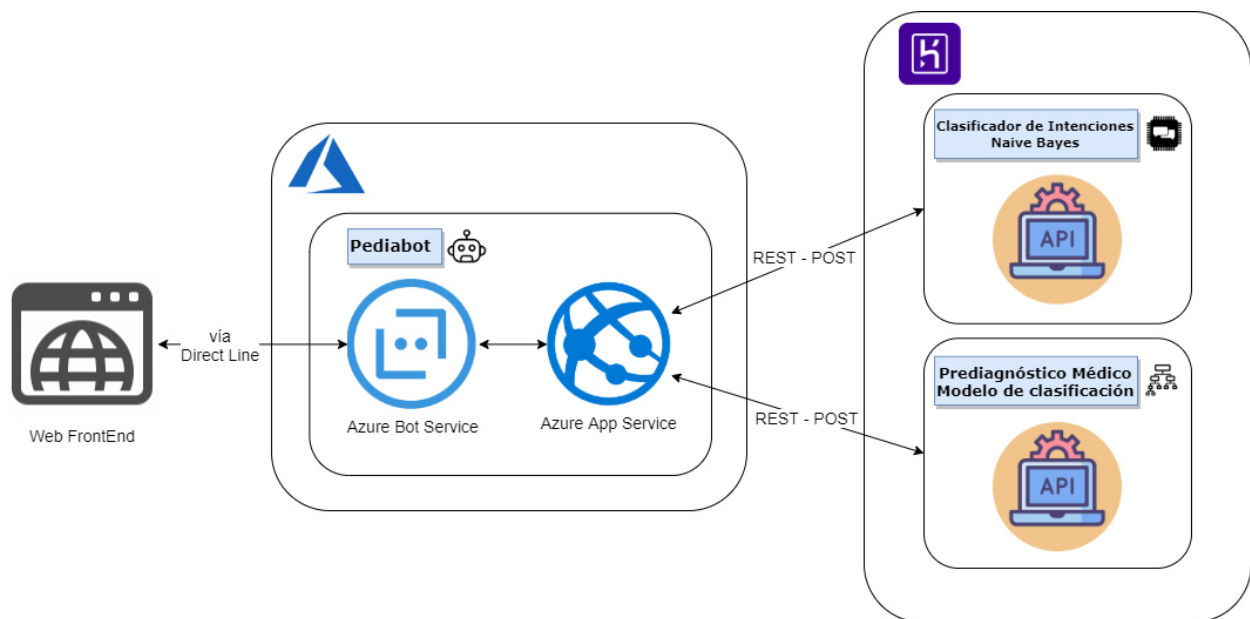 Web FrontEnd
vía
Direct Line
Pediabot
Azure Bot Service
Azure App Service
REST - POST
REST - POST
Clasificador de Intenciones
Naive Bayes
API
Prediagnóstico Médico
Modelo de clasificación
API